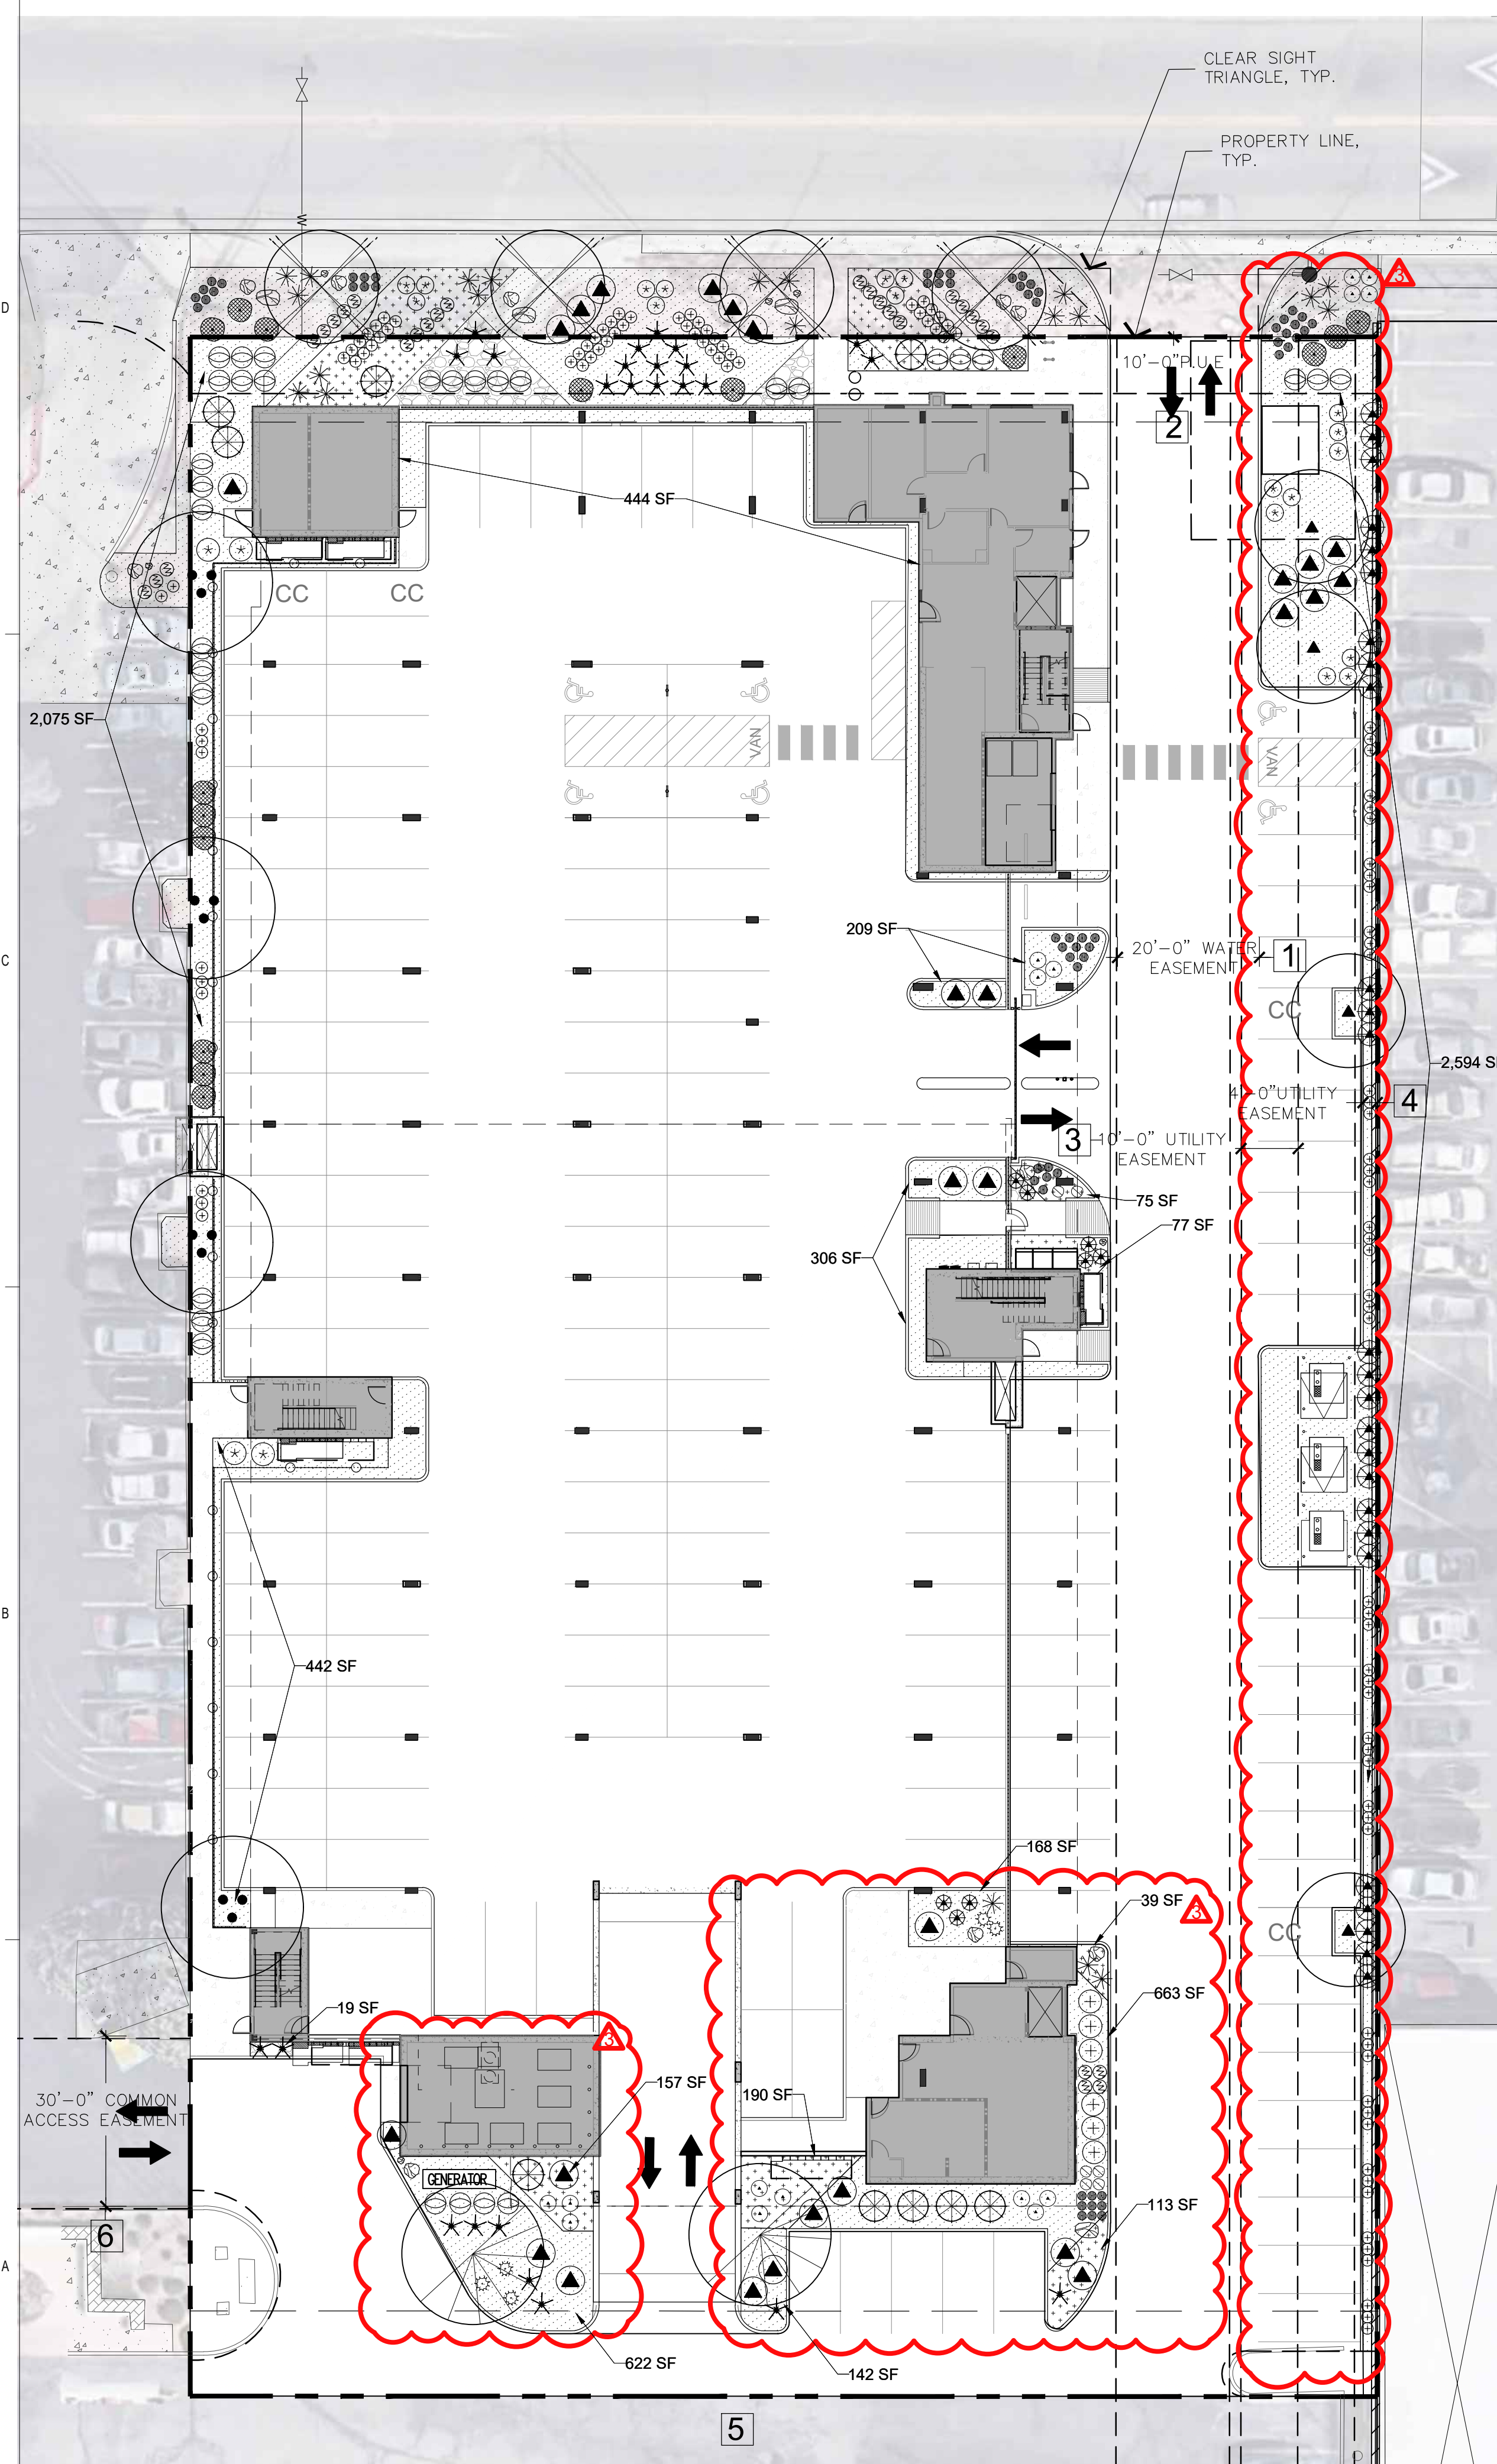 CLEAR SIGHT
TRIANGLE, TYP.
PROPERTY LINE,
TYP.
W
3
D
10'-0" P.U.E
2
444 SF
CC
CC
2,075 SF
VAN
VAN
209 SF
C
20'-0" WATER
EASEMENT
1
CC
2,594 S
4'-0" UTILITY
EASEMENT
4
3
10'-0" UTILITY
EASEMENT
75 SF
77 SF
306 SF
B
442 SF
168 SF
39 SF
3
CC
663 SF
19 SF
3
157 SF
190 SF
30'-0" COMMON
ACCESS EASEMENT
GENERATOR
113 SF
6
A
622 SF
142 SF
5